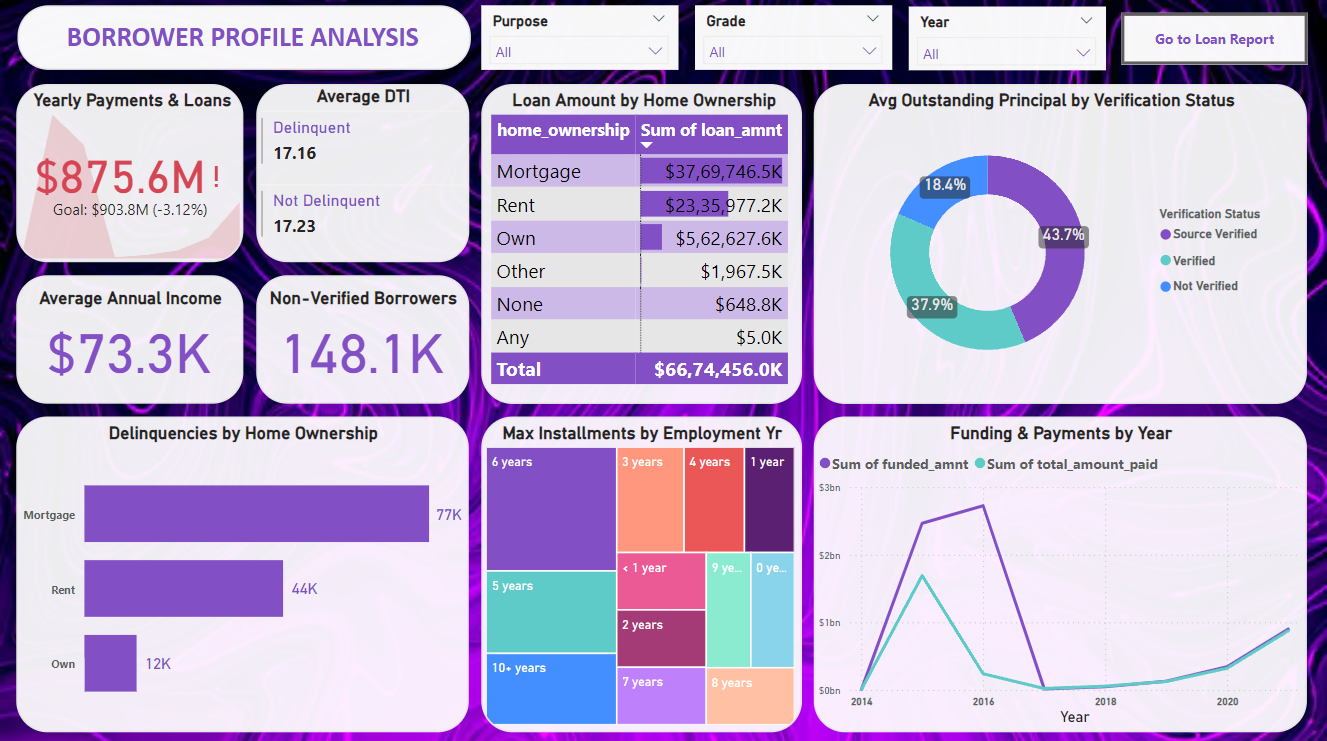 BORROWER PROFILE ANALYSIS
Purpose
All
Grade
All
Year
All
Go to Loan Report
Yearly Payments & Loans
$875.6M!
Goal: $903.8M (-3.12%)
Average DTI
Delinquent
17.16
Not Delinquent
17.23
Average Annual Income
$73.3K
Non-Verified Borrowers
148.1K
Loan Amount by Home Ownership
home_ownership Sum of loan_amnt
Mortgage $37,69,746.5K
Rent $23,35,977.2K
Own $5,62,627.6K
Other $1,967.5K
None $648.8K
Any $5.0K
Total $66,74,456.0K
Avg Outstanding Principal by Verification Status
18.4%
43.7%
37.9%
Verification Status
Source Verified
Verified
Not Verified
Delinquencies by Home Ownership
Mortgage 77K
Rent 44K
Own 12K
Max Installments by Employment Yr
6 years
3 years
4 years
1 year
5 years
< 1 year
9 ye...
0 ye...
2 years
10+ years
7 years
8 years
Funding & Payments by Year
Sum of funded_amnt Sum of total_amount_paid
$3bn
$2bn
$1bn
$0bn
2014 2016 2018 2020
Year